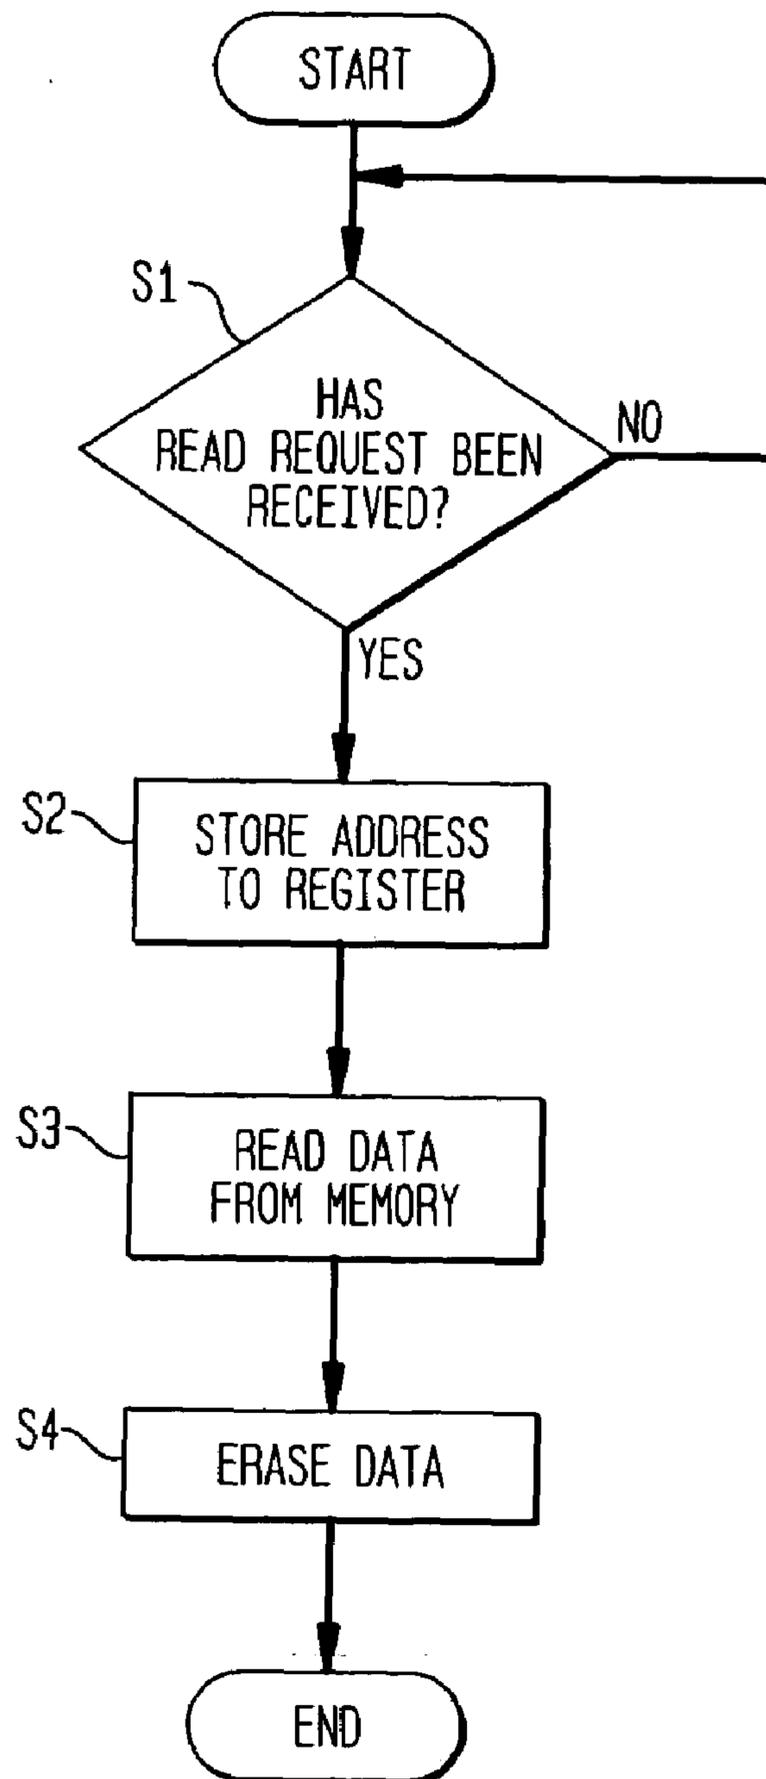 START
S1
HAS
READ REQUEST BEEN
RECEIVED?
NO
YES
S2
STORE ADDRESS
TO REGISTER
S3
READ DATA
FROM MEMORY
S4
ERASE DATA
END